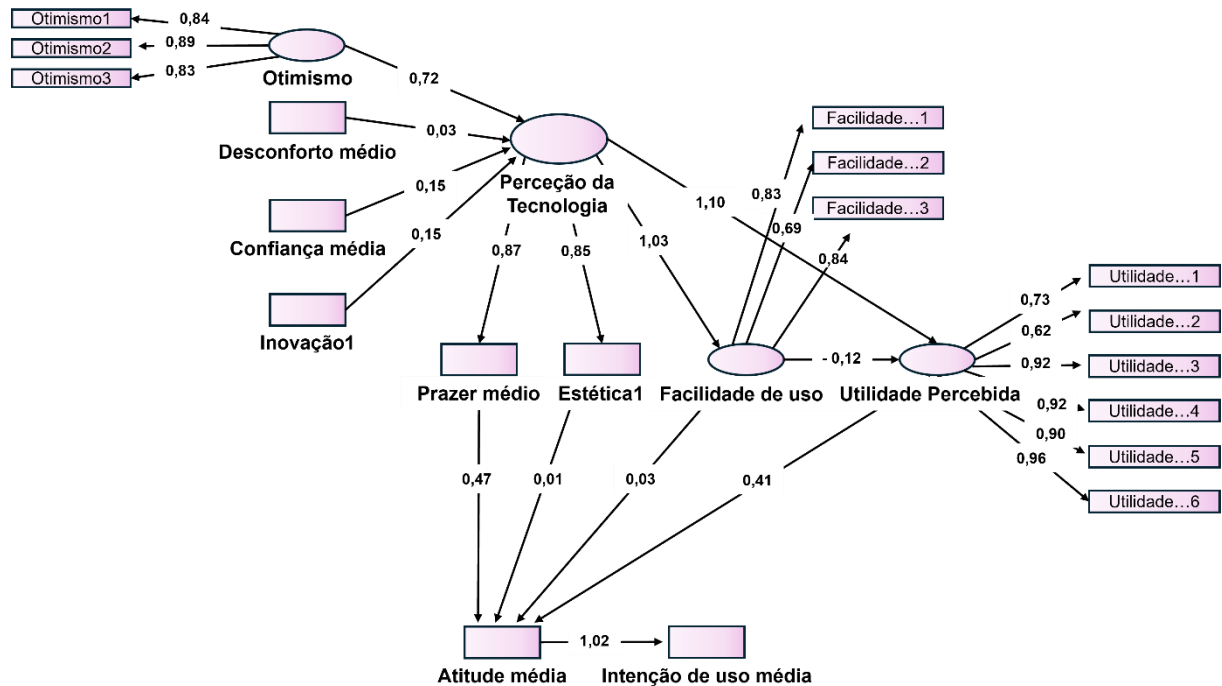 Otimismo1
0,84
Otimismo2
0,89
Otimismo3
0,83
Otimismo
0,72
Desconforto médio
0,03
Perceção da
Tecnologia
Confiança média
0,15
Inovação1
0,15
Facilidade...1
0,83
Facilidade...2
0,69
Facilidade...3
0,84
1,10
1,03
0,87
0,85
Prazer médio
Estética1
Facilidade de uso
- 0,12
Utilidade Percebida
0,73
Utilidade...1
0,62
Utilidade...2
0,92
Utilidade...3
0,92
Utilidade...4
0,90
Utilidade...5
0,96
Utilidade...6
0,47
0,01
0,03
0,41
Atitude média
1,02
Intenção de uso média